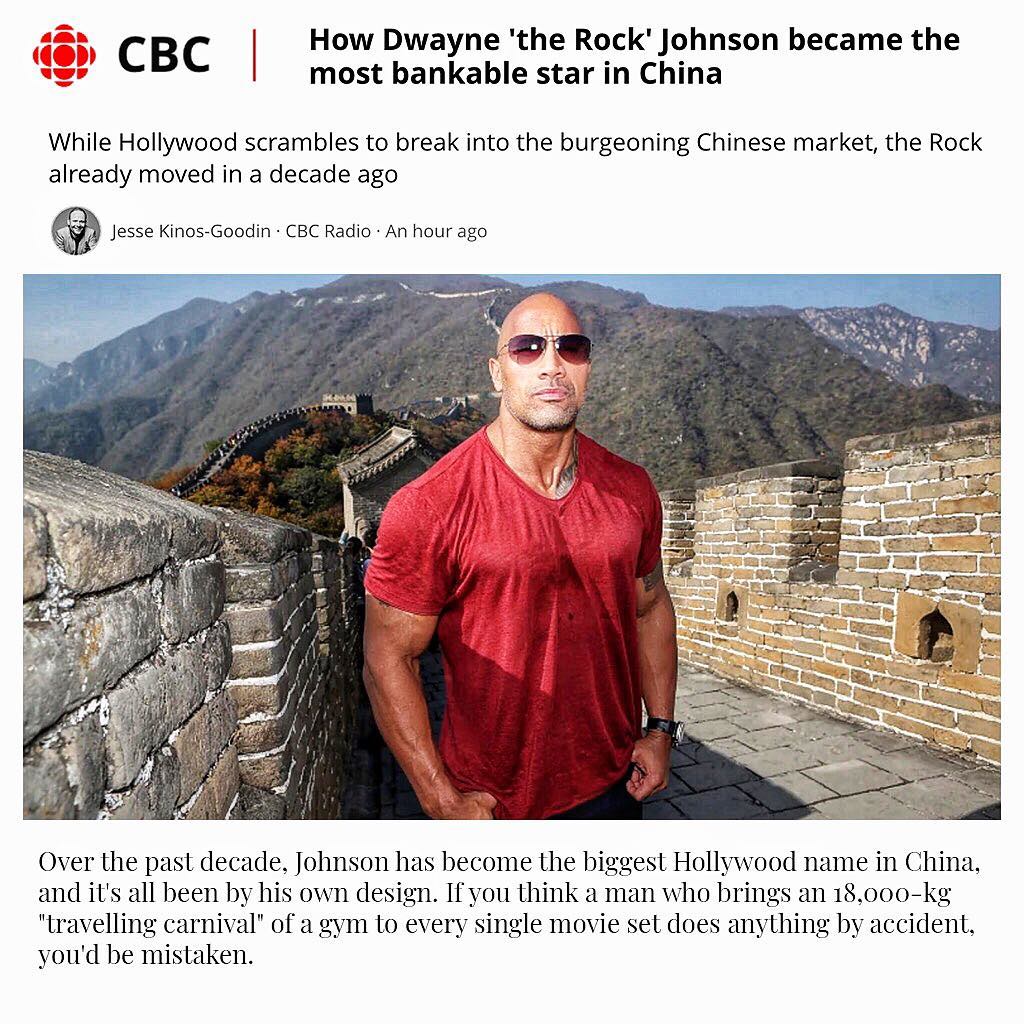 CBC
How Dwayne 'the Rock' Johnson became the
most bankable star in China
While Hollywood scrambles to break into the burgeoning Chinese market, the Rock
already moved in a decade ago
Jesse Kinos-Goodin · CBC Radio · An hour ago
Over the past decade, Johnson has become the biggest Hollywood name in China,
and it's all been by his own design. If you think a man who brings an 18,000-kg
"travelling carnival" of a gym to every single movie set does anything by accident,
you'd be mistaken.